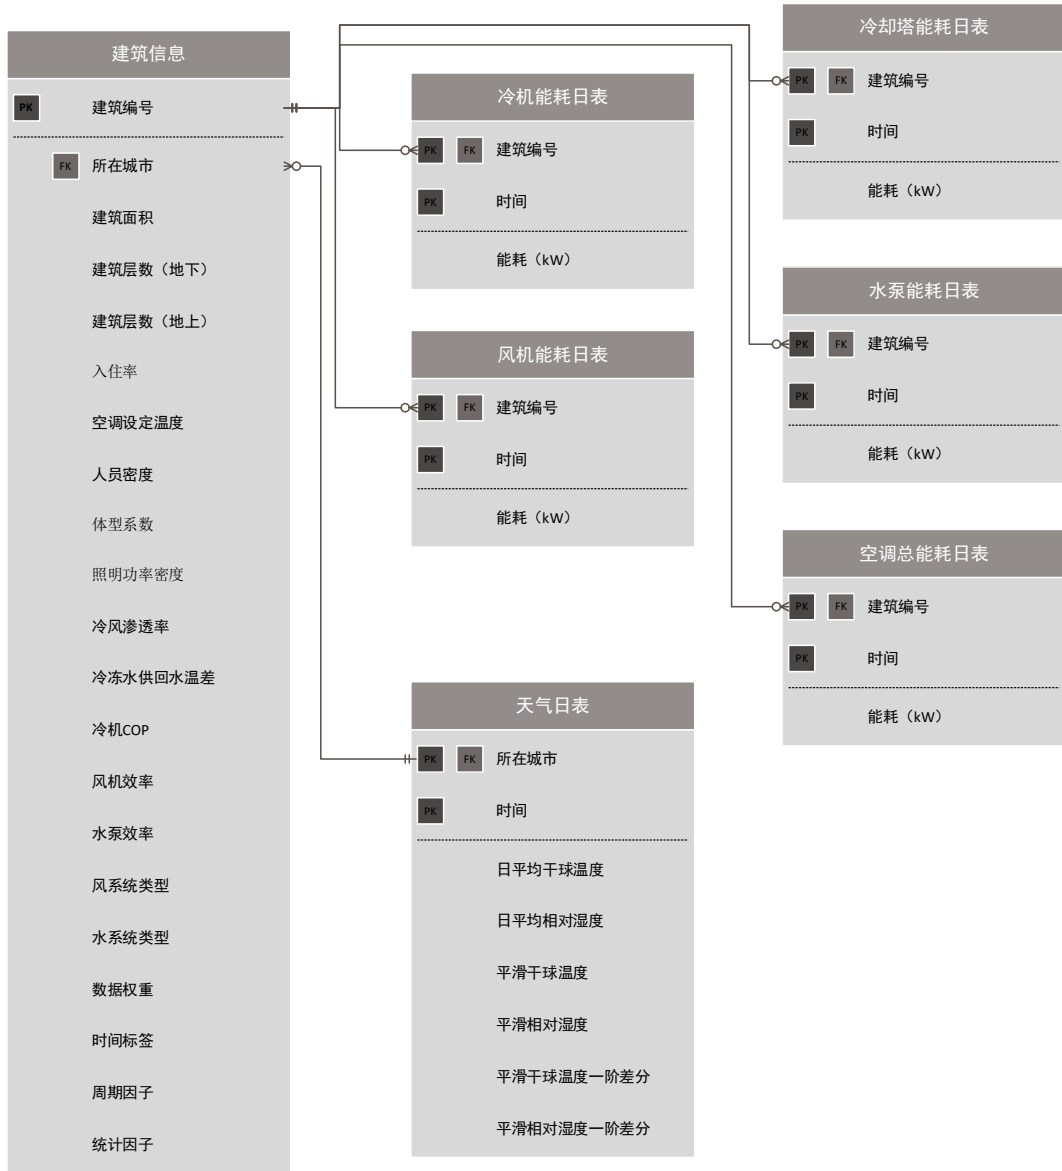 建筑信息
PK 建筑编号
FK 所在城市
建筑面积
建筑层数（地下）
建筑层数（地上）
入住率
空调设定温度
人员密度
体型系数
照明功率密度
冷风渗透率
冷冻水供回水温差
冷机COP
风机效率
水泵效率
风系统类型
水系统类型
数据权重
时间标签
周期因子
统计因子
冷机能耗日表
PK FK 建筑编号
PK 时间
能耗（kW）
风机能耗日表
PK FK 建筑编号
PK 时间
能耗（kW）
天气日表
PK FK 所在城市
PK 时间
日平均干球温度
日平均相对湿度
平滑干球温度
平滑相对湿度
平滑干球温度一阶差分
平滑相对湿度一阶差分
冷却塔能耗日表
PK FK 建筑编号
PK 时间
能耗（kW）
水泵能耗日表
PK FK 建筑编号
PK 时间
能耗（kW）
空调总能耗日表
PK FK 建筑编号
PK 时间
能耗（kW）